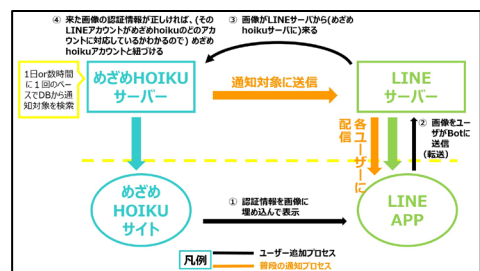 ④ 来た画像の認証情報が正しければ、(その
LINEアカウントがめざめhoikuのどのアカ
ウントに対応しているかわかるので) めざめ
hoikuアカウントと紐づける
③ 画像がLINEサーバから(めざめ
hoikuサーバに)来る
1日or数時間
に1回のペー
スでDBから通
知対象を検索
めざめHOIKU
サーバー
通知対象に送信
LINE
サーバー
各ユーザーに
配信
② 画像をユー
ザがBotに
送信
(転送)
めざめ
HOIKU
サイト
① 認証情報を画像に
埋め込んで表示
LINE
APP
凡例
ユーザー追加プロセス
普段の通知プロセス